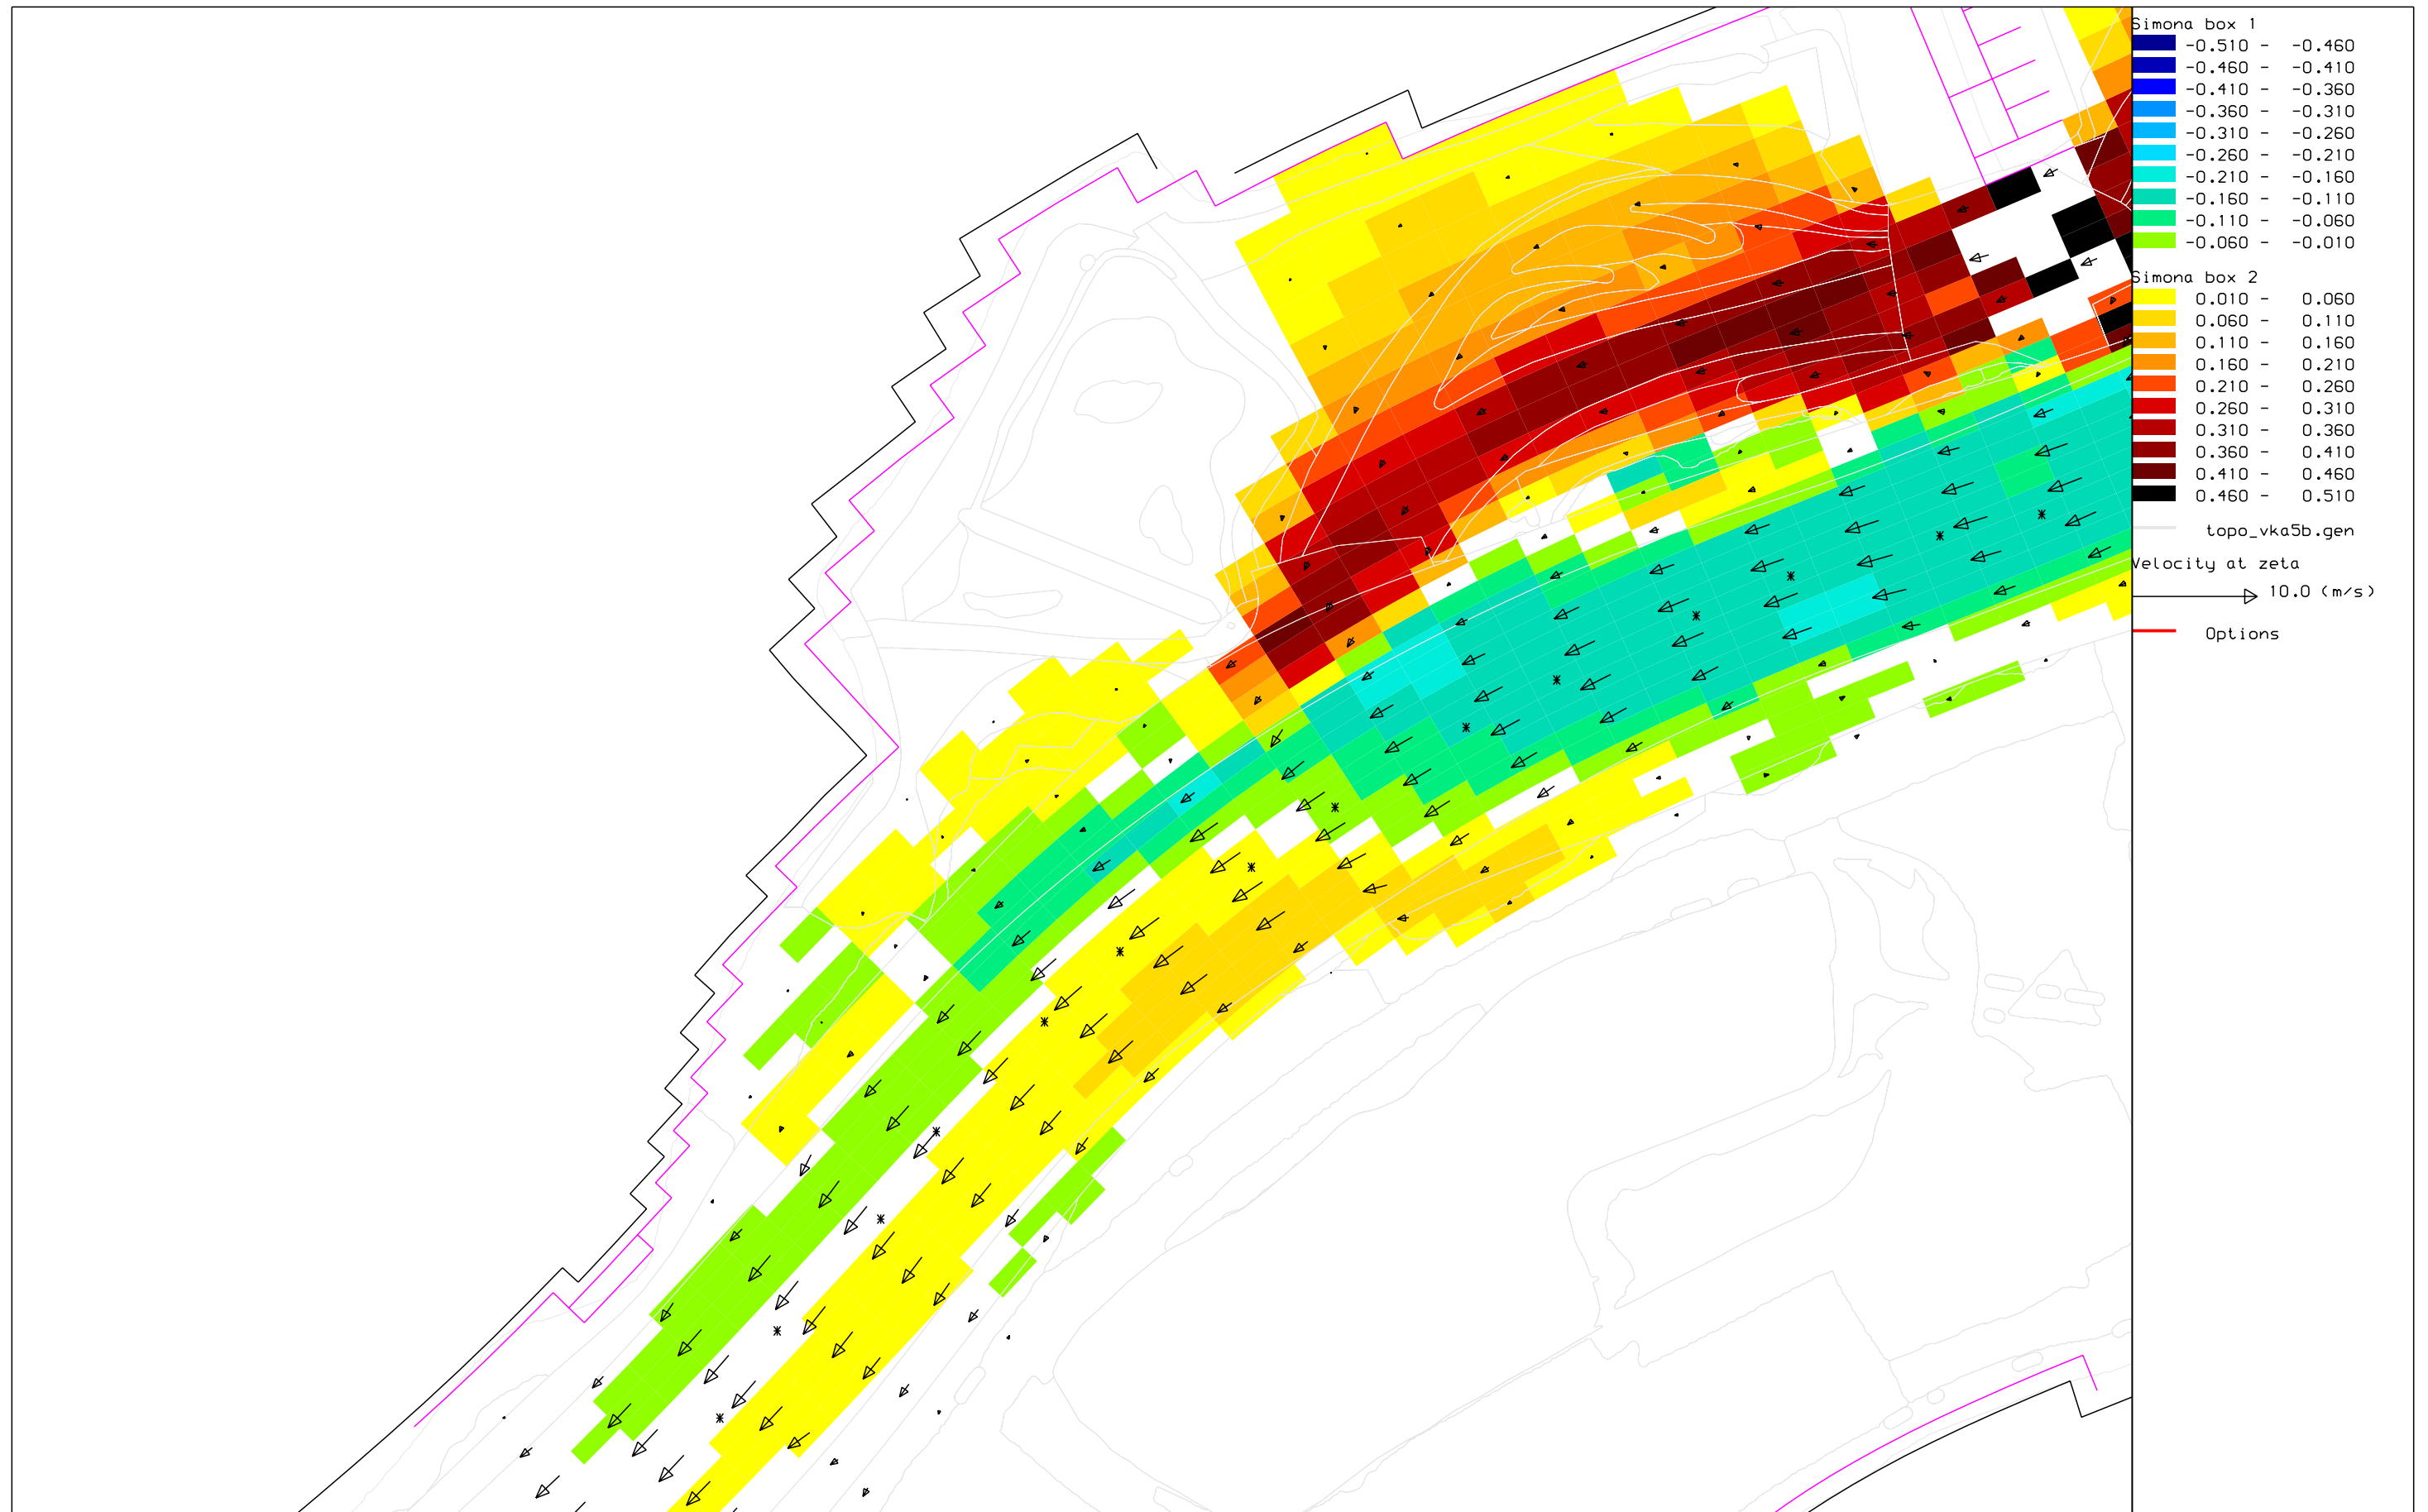 Simona box 1
-0.510 - -0.460
-0.460 - -0.410
-0.410 - -0.360
-0.360 - -0.310
-0.310 - -0.260
-0.260 - -0.210
-0.210 - -0.160
-0.160 - -0.110
-0.110 - -0.060
-0.060 - -0.010
Simona box 2
0.010 - 0.060
0.060 - 0.110
0.110 - 0.160
0.160 - 0.210
0.210 - 0.260
0.260 - 0.310
0.310 - 0.360
0.360 - 0.410
0.410 - 0.460
0.460 - 0.510
topo_vka5b.gen
Velocity at zeta
10.0 (m/s)
Options